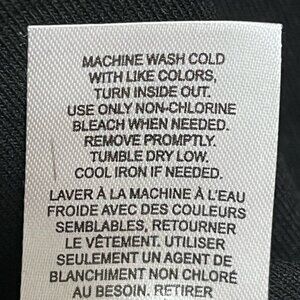 MACHINE WASH COLD
WITH LIKE COLORS,
TURN INSIDE OUT.
USE ONLY NON-CHLORINE
BLEACH WHEN NEEDED.
REMOVE PROMPTLY.
TUMBLE DRY LOW.
COOL IRON IF NEEDED.
LAVER À LA MACHINE À L'EAU
FROIDE AVEC DES COULEURS
SEMBLABLES, RETOURNER
LE VÊTEMENT. UTILISER
SEULEMENT UN AGENT DE
BLANCHIMENT NON CHLORÉ
AU BESOIN. RETIRER